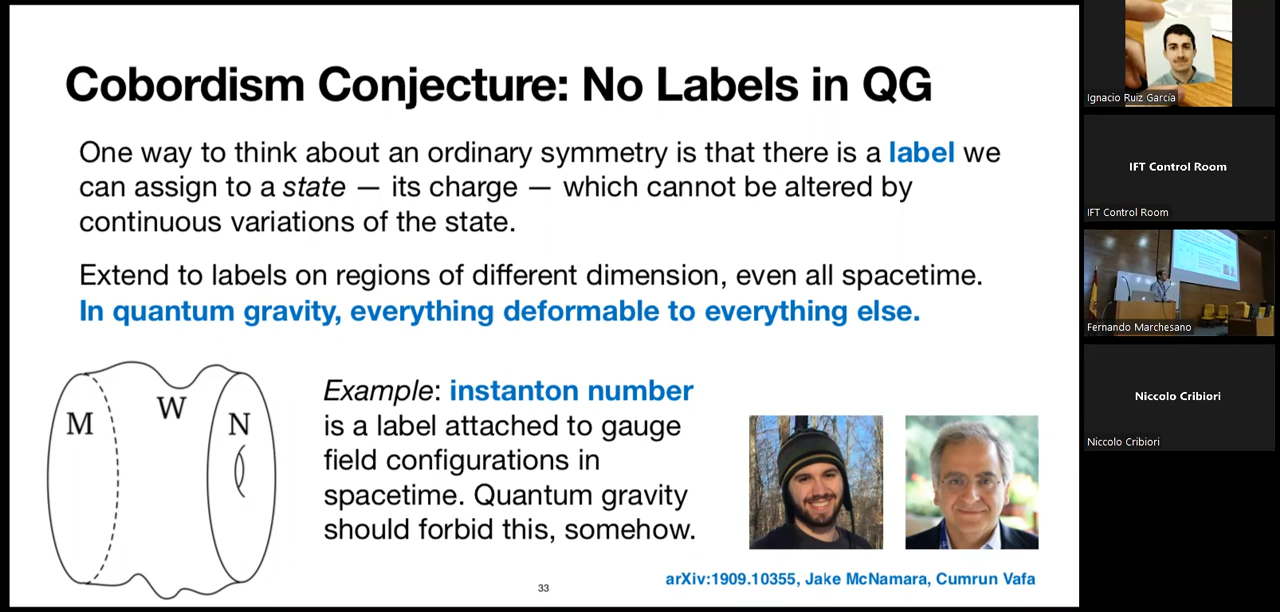 Cobordism Conjecture: No Labels in QG
One way to think about an ordinary symmetry is that there is a label we
can assign to a state — its charge — which cannot be altered by
continuous variations of the state.
Extend to labels on regions of different dimension, even all spacetime.
In quantum gravity, everything deformable to everything else.
M
W
N
Example: instanton number
is a label attached to gauge
field configurations in
spacetime. Quantum gravity
should forbid this, somehow.
arXiv:1909.10355, Jake McNamara, Cumrun Vafa
33
Ignacio Ruiz García
IFT Control Room
IFT Control Room
Fernando Marchesano
Niccolo Cribiori
Niccolo Cribiori